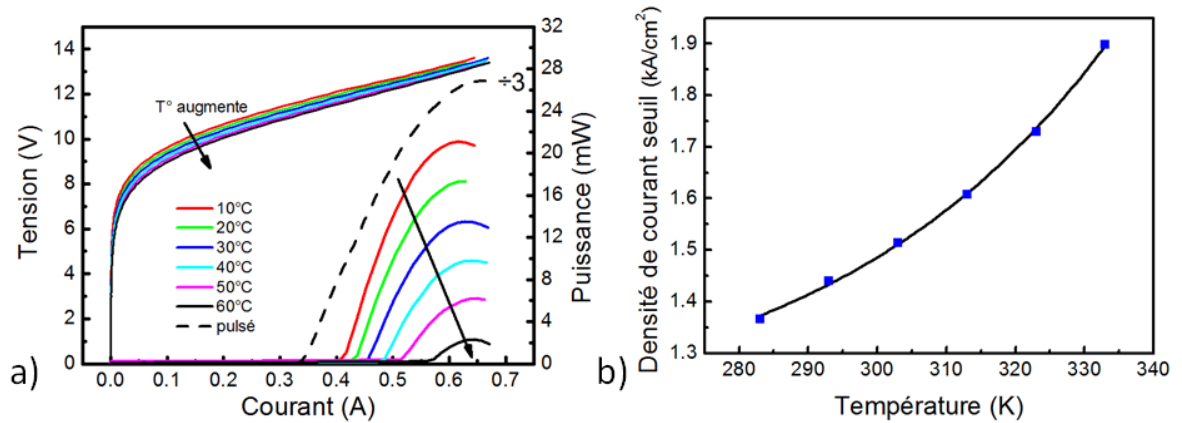 a)
Tension (V)
14
12
10
8
6
4
2
0
T° augmente
÷3
10°C
20°C
30°C
40°C
50°C
60°C
pulsé
0.0 0.1 0.2 0.3 0.4 0.5 0.6 0.7
Courant (A)
32
28
24
20
16
12
8
4
0
Puissance (mW)
b)
Densité de courant seuil (kA/cm²)
1.9
1.8
1.7
1.6
1.5
1.4
1.3
280 290 300 310 320 330 340
Température (K)